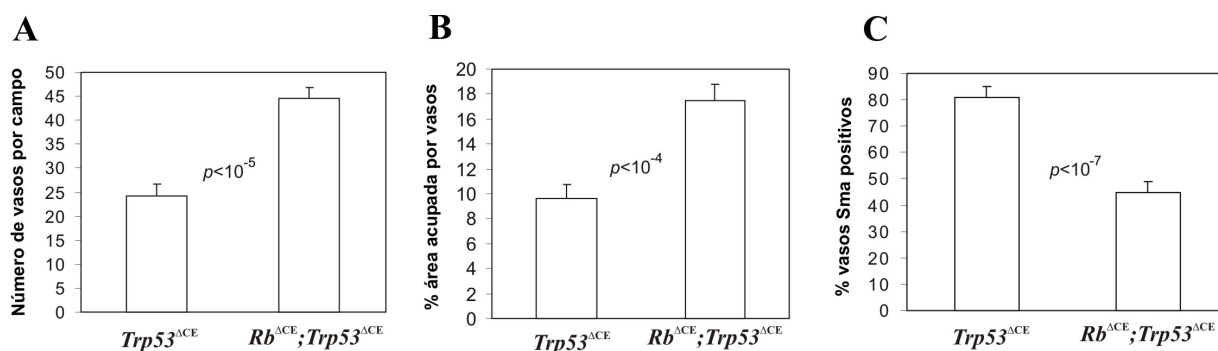 A
Número de vasos por campo
50
45
40
35
30
25
20
15
10
5
0
p<10⁻⁵
Trp53ΔCE
RbΔCE;Trp53ΔCE
B
% área acupada por vasos
20
18
16
14
12
10
8
6
4
2
0
p<10⁻⁴
Trp53ΔCE
RbΔCE;Trp53ΔCE
C
% vasos Sma positivos
90
80
70
60
50
40
30
20
10
0
p<10⁻⁷
Trp53ΔCE
RbΔCE;Trp53ΔCE